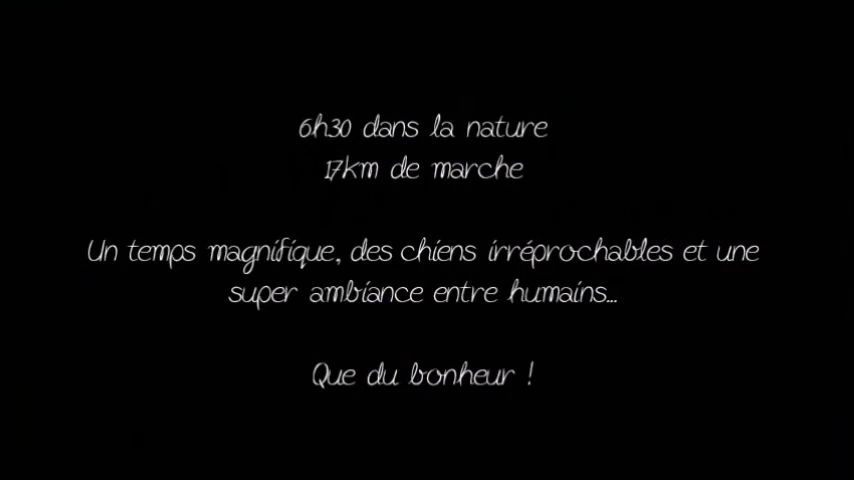 6h30 dans la nature
17km de marche
Un temps magnifique, des chiens irréprochables et une
super ambiance entre humains...
Que du bonheur !